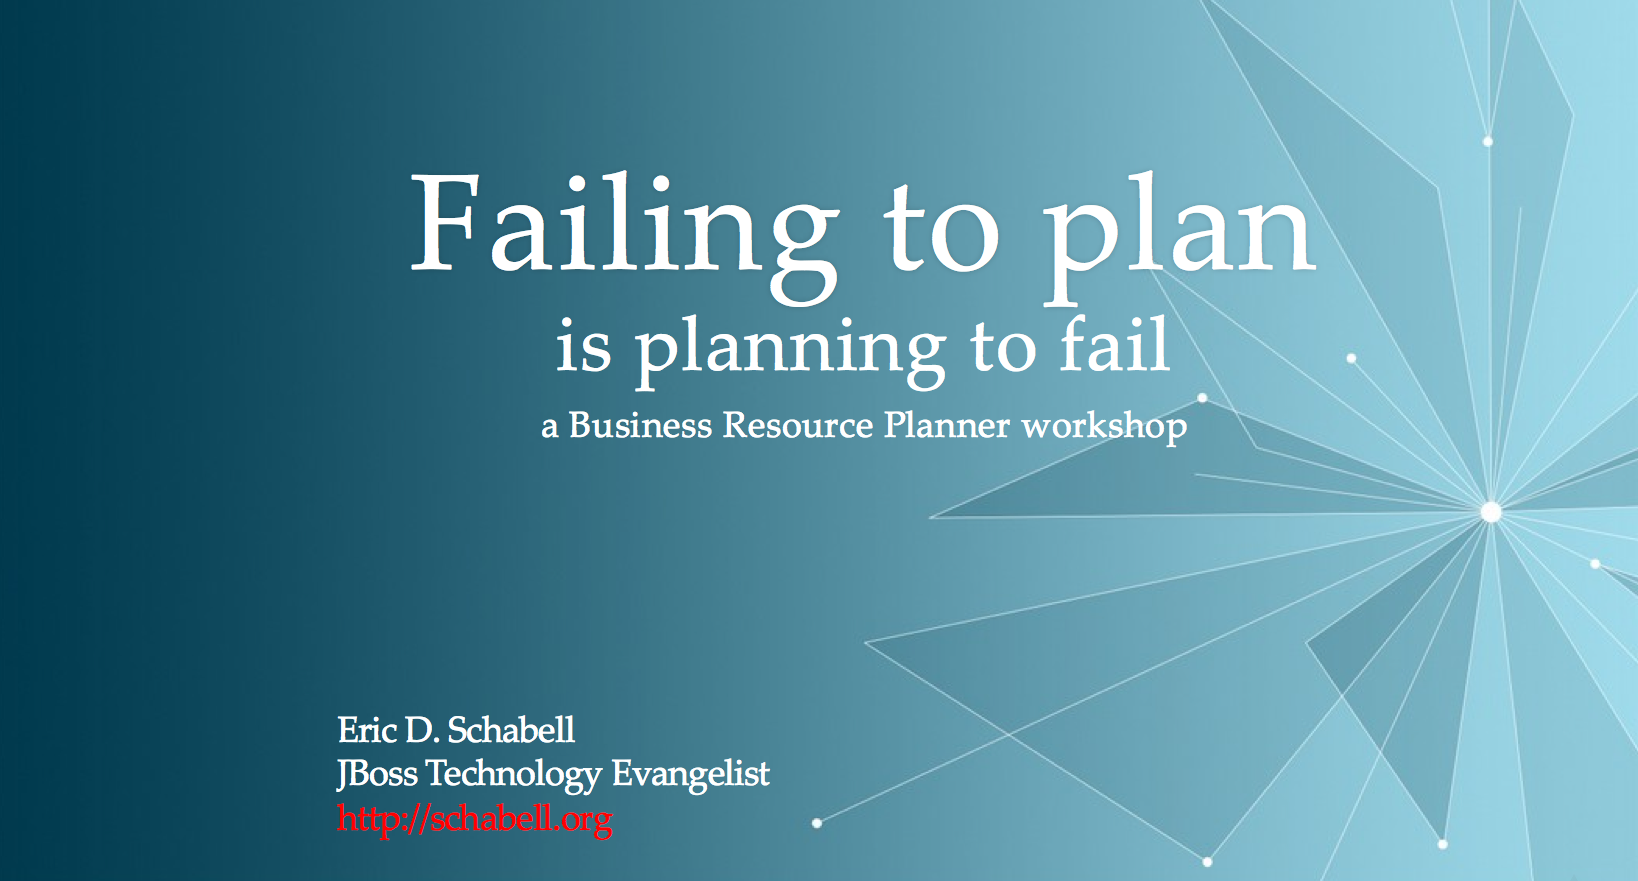 Failing to plan
is planning to fail
a Business Resource Planner workshop
Eric D. Schabell
JBoss Technology Evangelist
http://schabell.org